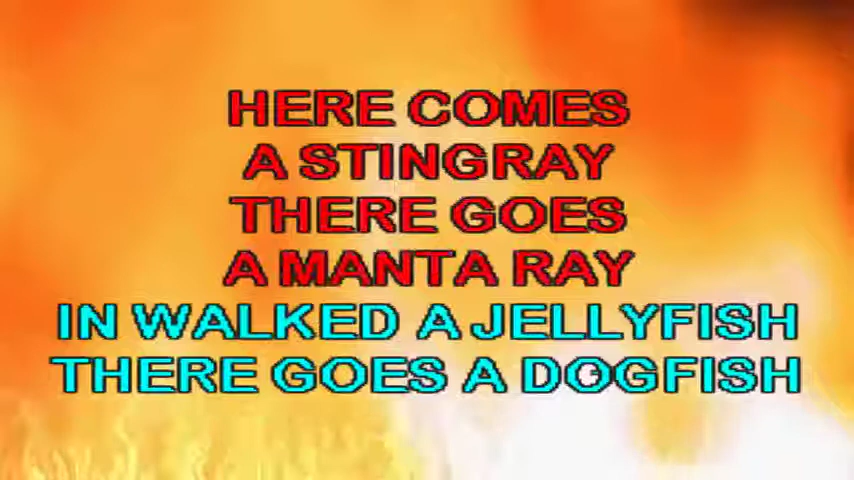 HERE COMES
A STINGRAY
THERE GOES
A MANTA RAY
IN WALKED A JELLYFISH
THERE GOES A DOGFISH